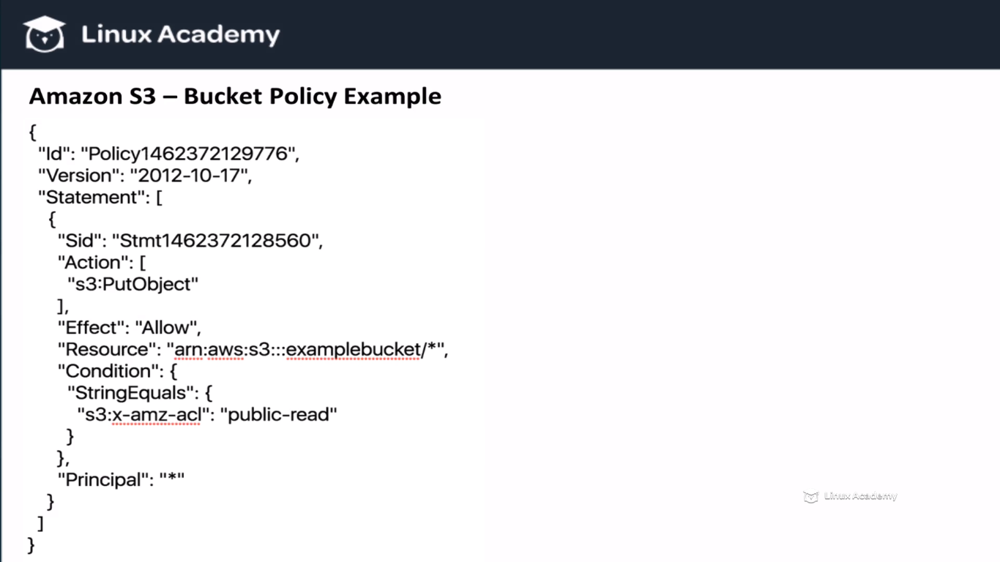 Linux Academy
Amazon S3 – Bucket Policy Example
{
"Id": "Policy1462372129776",
"Version": "2012-10-17",
"Statement": [
{
"Sid": "Stmt1462372128560",
"Action": [
"s3:PutObject"
],
"Effect": "Allow",
"Resource": "arn:aws:s3:::examplebucket/*",
"Condition": {
"StringEquals": {
"s3:x-amz-acl": "public-read"
}
},
"Principal": "*"
}
]
}
Linux Academy